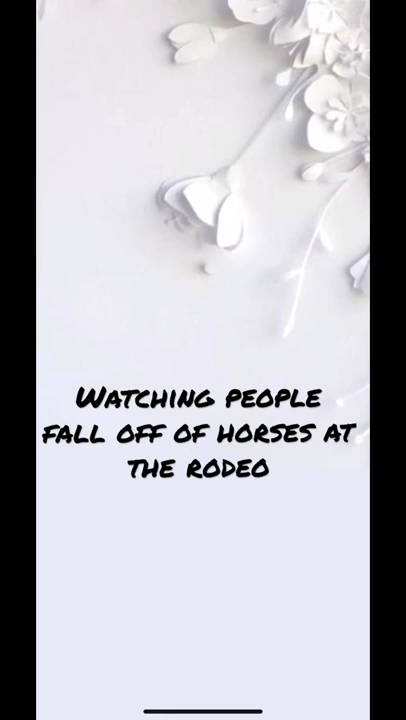 Watching people
fall off of horses at
the rodeo